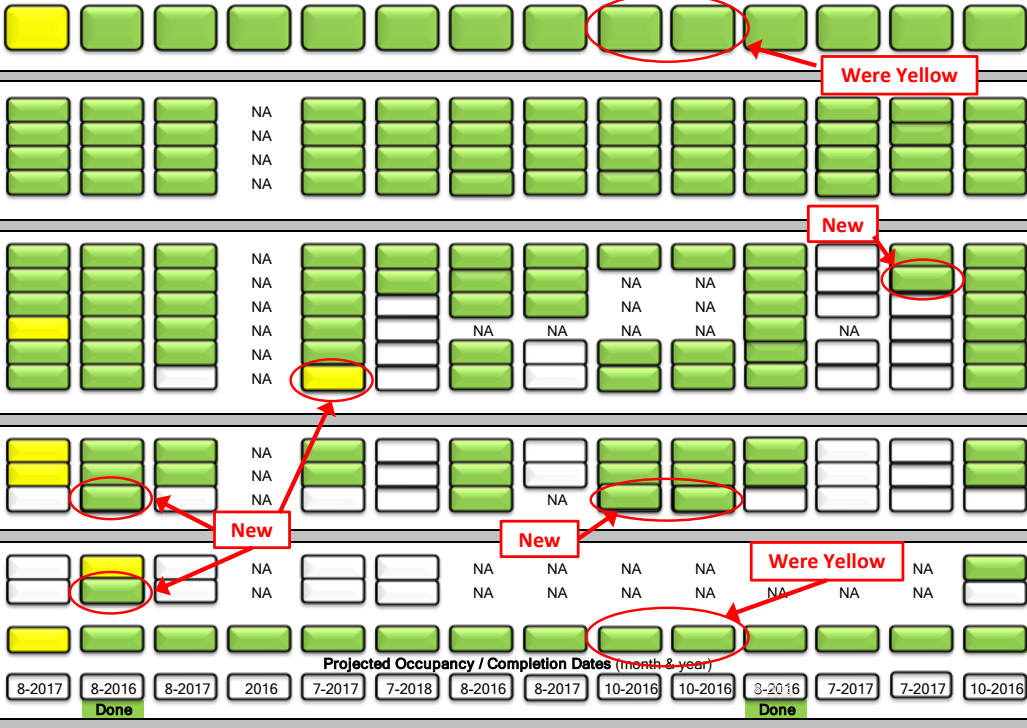 Were Yellow
NA
NA
NA
NA
New
NA
NA NA NA
NA NA NA
NA NA NA NA NA NA
NA
NA
NA
NA
NA NA
New
New
Were Yellow
NA NA NA NA NA NA
NA NA NA NA NA NA NA NA
Projected Occupancy / Completion Dates (month & year)
8-2017 8-2016 8-2017 2016 7-2017 7-2018 8-2016 8-2017 10-2016 10-2016 8-2016 7-2017 7-2017 10-2016
Done Done